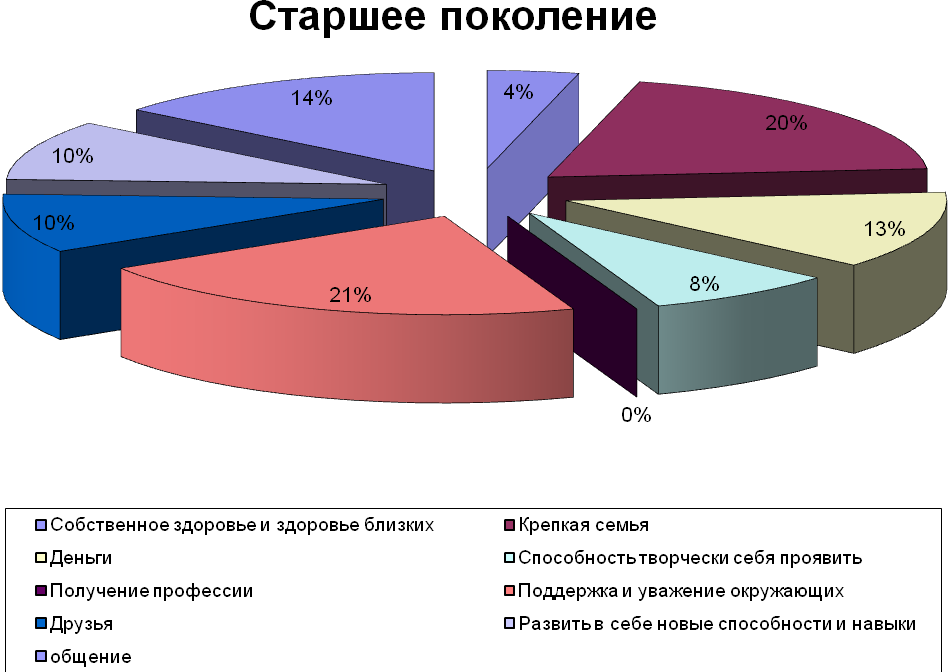 Старшее поколение
14%
4%
20%
10%
10%
13%
21%
8%
0%
Собственное здоровье и здоровье близких
Крепкая семья
Деньги
Способность творчески себя проявить
Получение профессии
Поддержка и уважение окружающих
Друзья
Развить в себе новые способности и навыки
общение